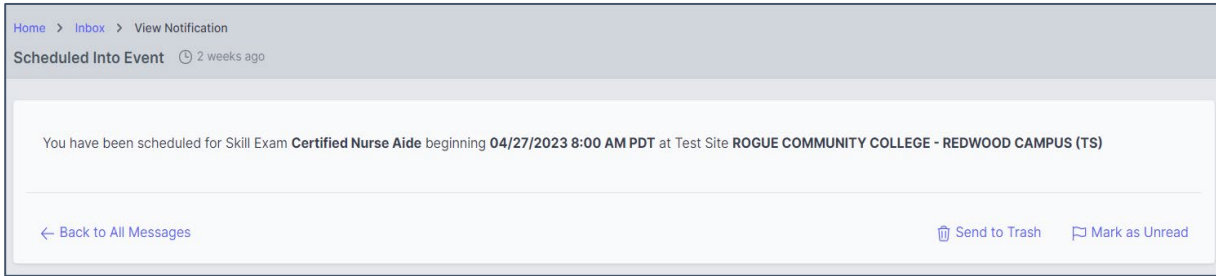 Home > Inbox > View Notification
Scheduled Into Event 2 weeks ago
You have been scheduled for Skill Exam Certified Nurse Aide beginning 04/27/2023 8:00 AM PDT at Test Site ROGUE COMMUNITY COLLEGE - REDWOOD CAMPUS (TS)
← Back to All Messages Send to Trash Mark as Unread